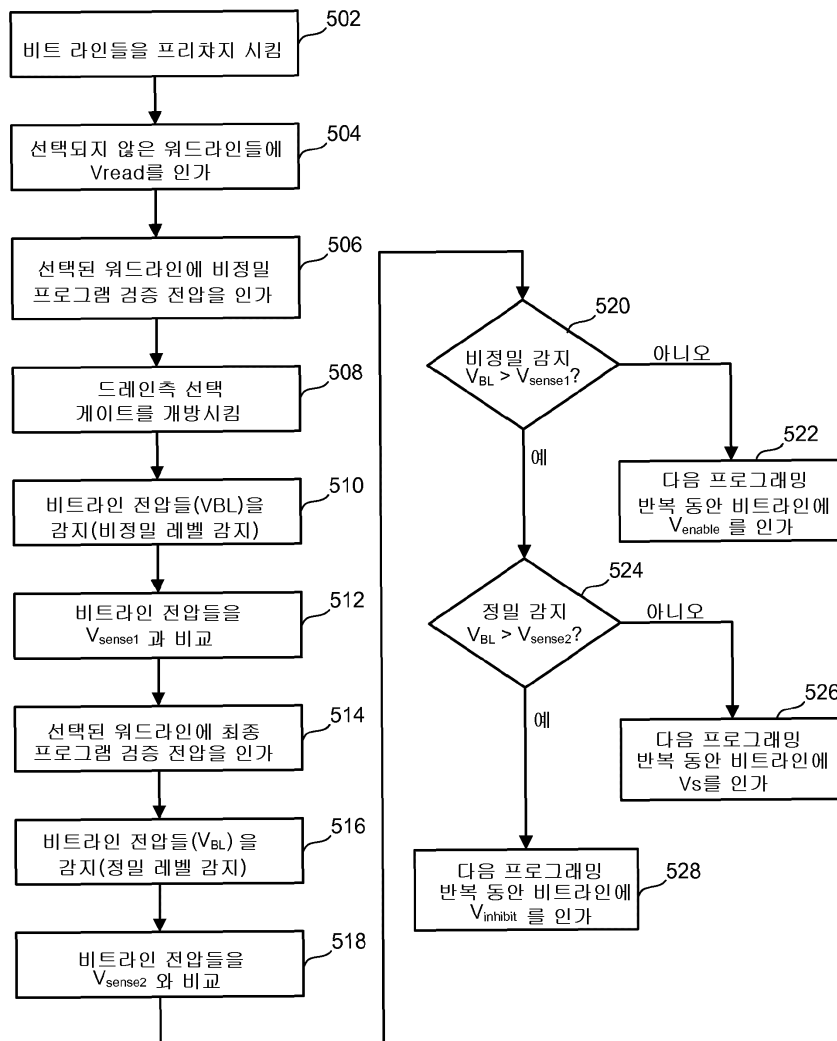 502
비트 라인들을 프리챠지 시킴
504
선택되지 않은 워드라인들에
Vread를 인가
506
선택된 워드라인에 비정밀
프로그램 검증 전압을 인가
508
드레인측 선택
게이트를 개방시킴
510
비트라인 전압들(VBL)을
감지(비정밀 레벨 감지)
512
비트라인 전압들을
Vsense1 과 비교
514
선택된 워드라인에 최종
프로그램 검증 전압을 인가
516
비트라인 전압들(VBL) 을
감지(정밀 레벨 감지)
518
비트라인 전압들을
Vsense2 와 비교
520
비정밀 감지
VBL > Vsense1?
아니오
예
522
다음 프로그래밍
반복 동안 비트라인에
Venable 를 인가
524
정밀 감지
VBL > Vsense2?
아니오
예
526
다음 프로그래밍
반복 동안 비트라인에
Vs를 인가
528
다음 프로그래밍
반복 동안 비트라인에
Vinhibit 를 인가